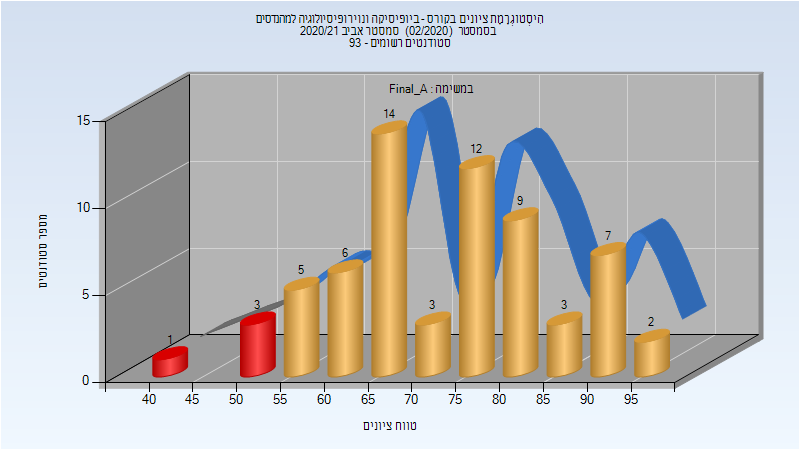 היסטוגרמת ציונים בקורס - ביופיסיקה ונוירופיסיולוגיה למהנדסים
בסמסטר (02/2020) סמסטר אביב 2020/21
סטודנטים רשומים - 93
במשימה : Final_A
מספר סטודנטים
15
10
5
0
1
3
5
6
14
3
12
9
3
7
2
40 45 50 55 60 65 70 75 80 85 90 95
טווח ציונים